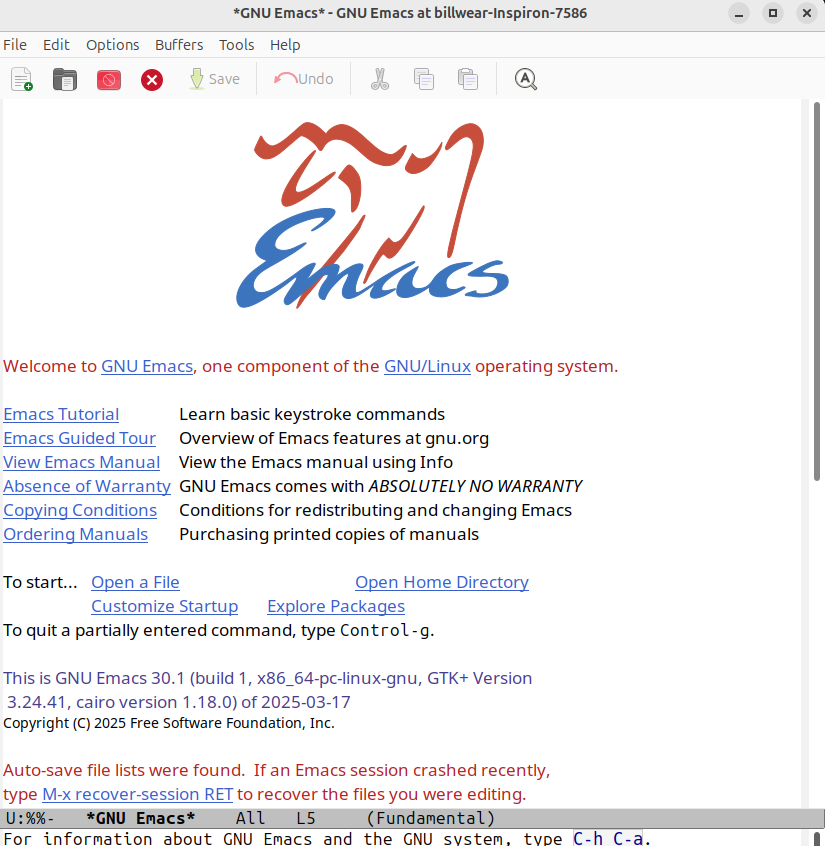 *GNU Emacs* - GNU Emacs at billwear-Inspiron-7586
File Edit Options Buffers Tools Help
Save Undo
Emacs
Welcome to GNU Emacs, one component of the GNU/Linux operating system.
Emacs Tutorial Learn basic keystroke commands
Emacs Guided Tour Overview of Emacs features at gnu.org
View Emacs Manual View the Emacs manual using Info
Absence of Warranty GNU Emacs comes with ABSOLUTELY NO WARRANTY
Copying Conditions Conditions for redistributing and changing Emacs
Ordering Manuals Purchasing printed copies of manuals
To start... Open a File Open Home Directory
Customize Startup Explore Packages
To quit a partially entered command, type Control-g.
This is GNU Emacs 30.1 (build 1, x86_64-pc-linux-gnu, GTK+ Version
3.24.41, cairo version 1.18.0) of 2025-03-17
Copyright (C) 2025 Free Software Foundation, Inc.
Auto-save file lists were found. If an Emacs session crashed recently,
type M-x recover-session RET to recover the files you were editing.
U:%%- *GNU Emacs* All L5 (Fundamental)
For information about GNU Emacs and the GNU system, type C-h C-a.